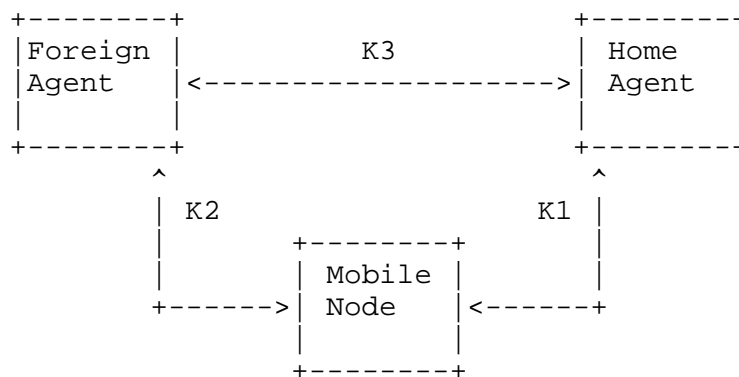 Foreign K3 Home
Agent Agent
K2 K1
Mobile
Node